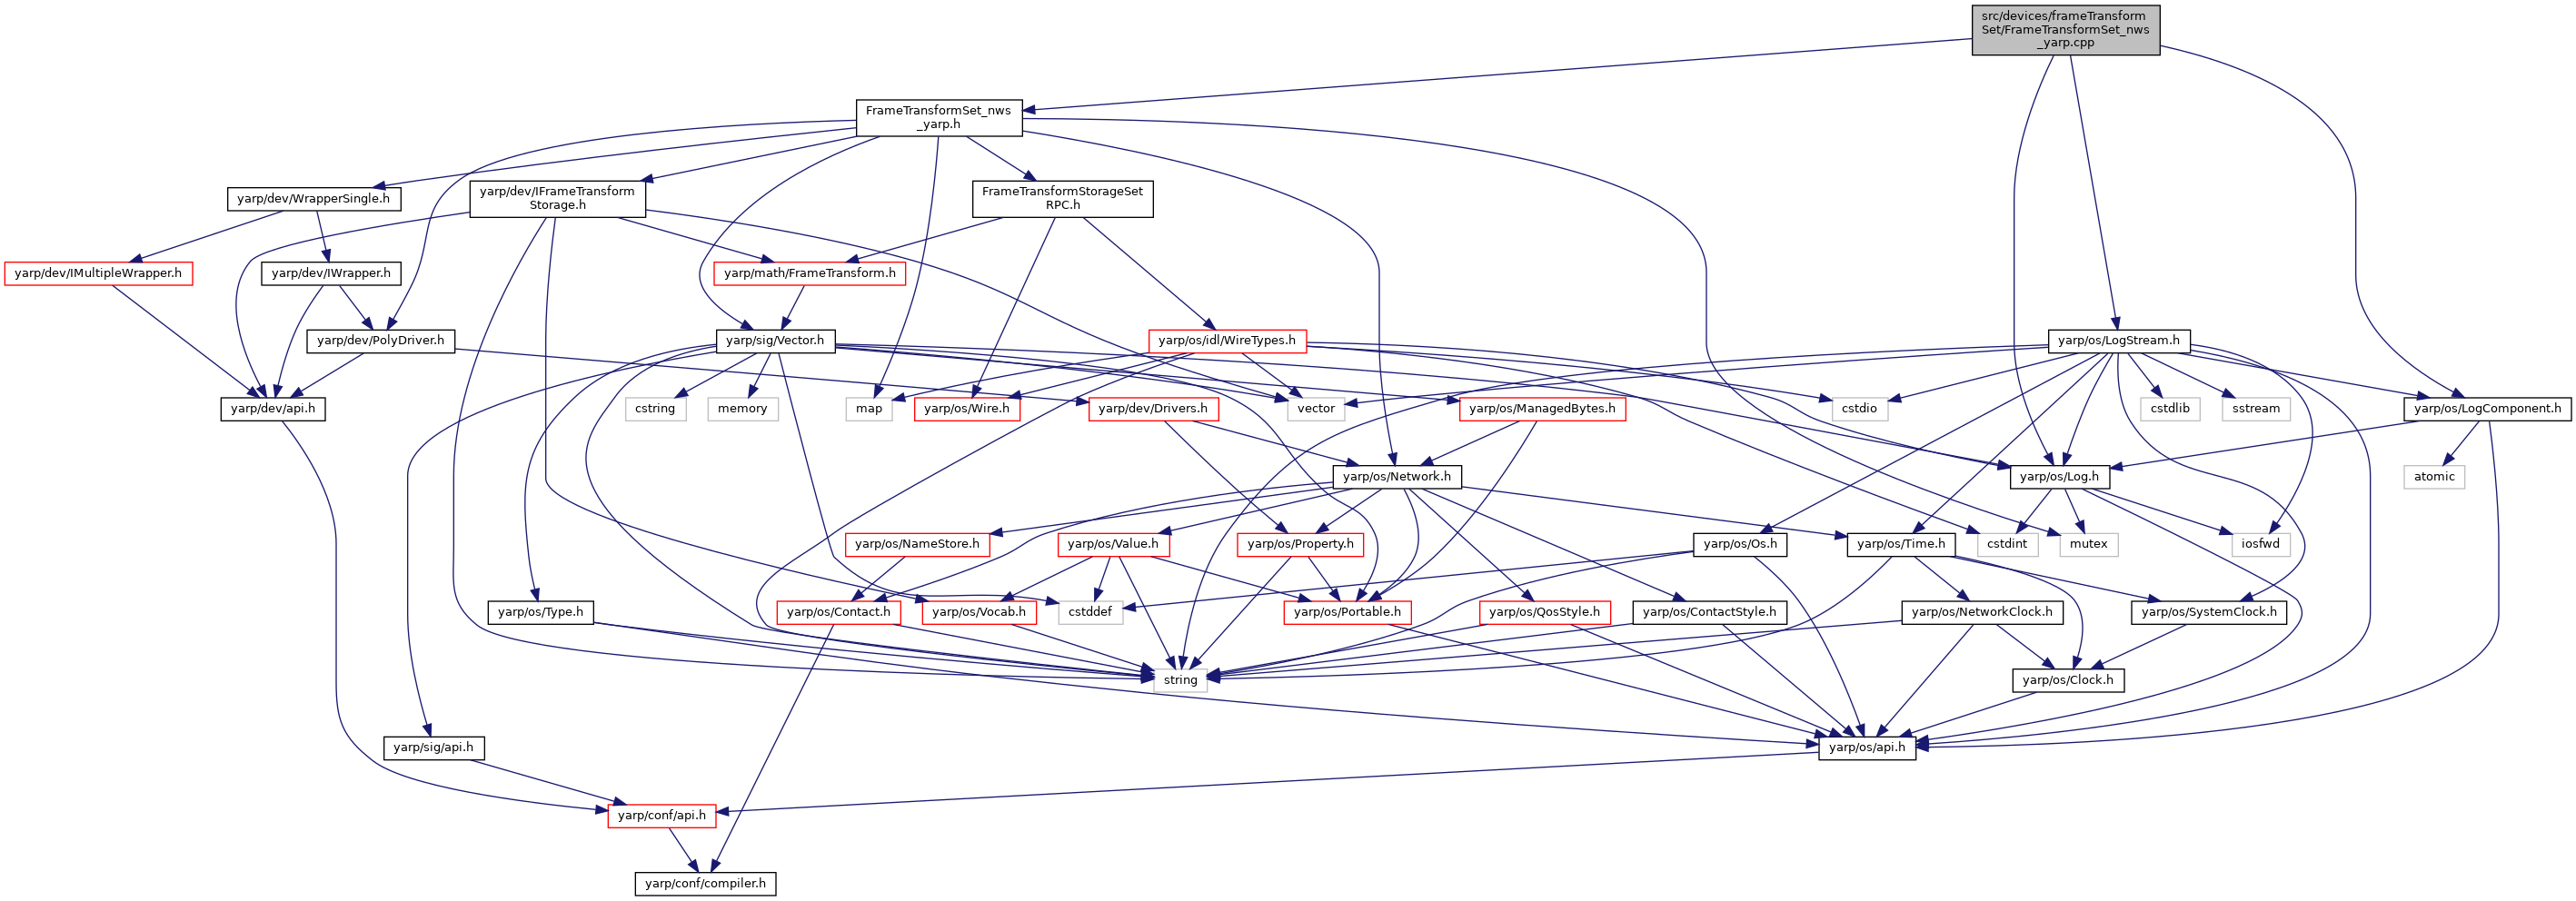 src/devices/frameTransform
Set/FrameTransformSet_nws
_yarp.cpp
FrameTransformSet_nws
_yarp.h
yarp/dev/WrapperSingle.h
yarp/dev/IFrameTransform
Storage.h
FrameTransformStorageSet
RPC.h
yarp/dev/IMultipleWrapper.h
yarp/dev/IWrapper.h
yarp/math/FrameTransform.h
yarp/dev/PolyDriver.h
yarp/sig/Vector.h
yarp/os/idl/WireTypes.h
yarp/os/LogStream.h
yarp/dev/api.h
cstring
memory
map
yarp/os/Wire.h
yarp/dev/Drivers.h
vector
yarp/os/ManagedBytes.h
cstdio
cstdlib
sstream
yarp/os/LogComponent.h
yarp/os/Network.h
yarp/os/Log.h
atomic
yarp/os/NameStore.h
yarp/os/Value.h
yarp/os/Property.h
yarp/os/Os.h
yarp/os/Time.h
cstdint
mutex
iosfwd
yarp/os/Type.h
yarp/os/Contact.h
yarp/os/Vocab.h
cstddef
yarp/os/Portable.h
yarp/os/QosStyle.h
yarp/os/ContactStyle.h
yarp/os/NetworkClock.h
yarp/os/SystemClock.h
string
yarp/os/Clock.h
yarp/sig/api.h
yarp/os/api.h
yarp/conf/api.h
yarp/conf/compiler.h